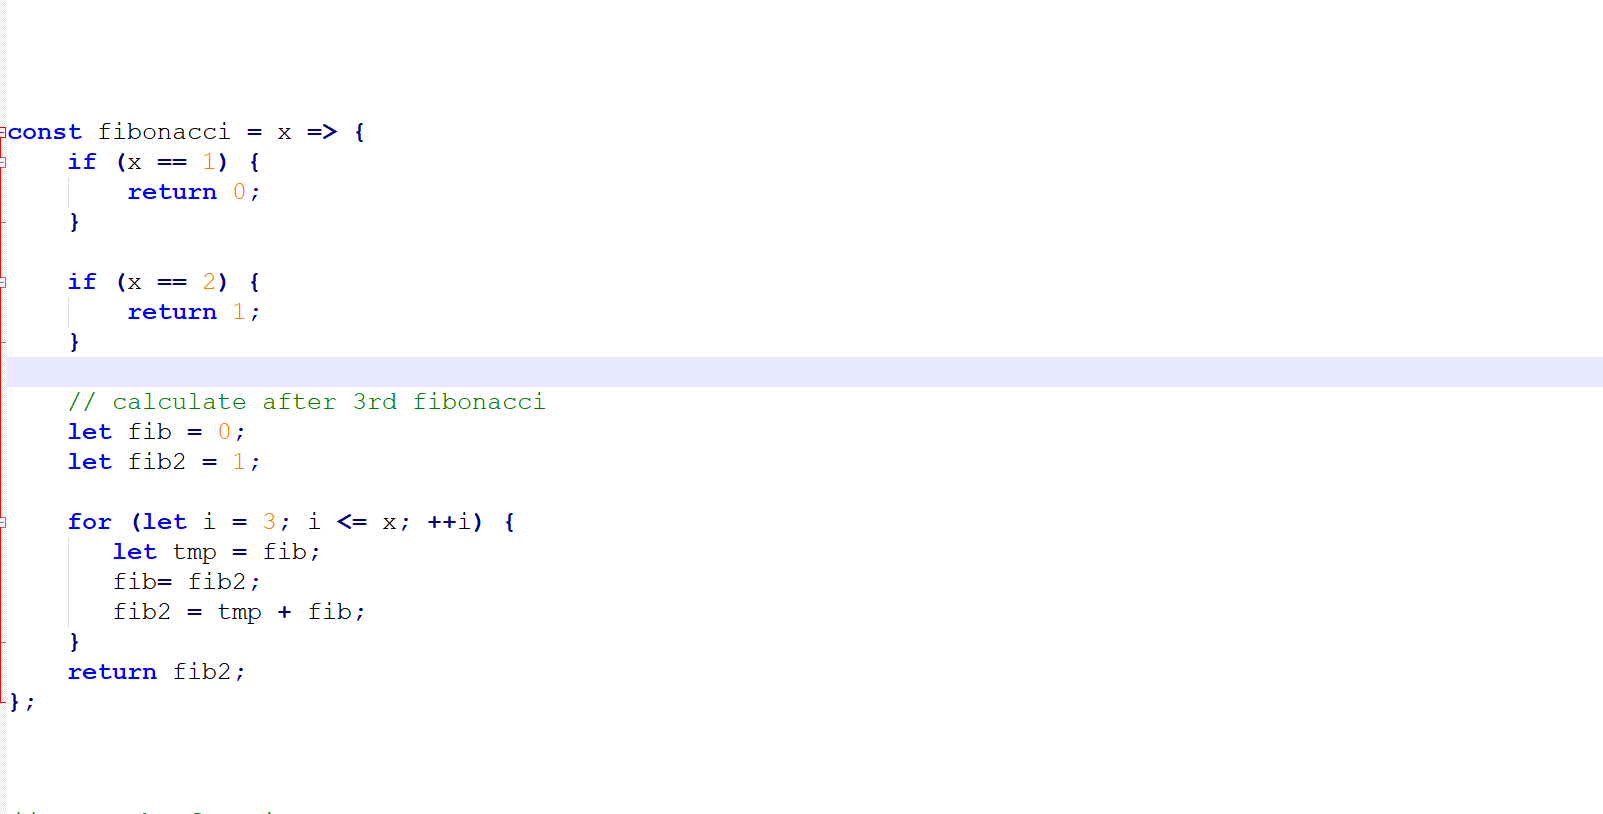 const fibonacci = x => {
    if (x == 1) {
        return 0;
    }

    if (x == 2) {
        return 1;
    }

    // calculate after 3rd fibonacci
    let fib = 0;
    let fib2 = 1;

    for (let i = 3; i <= x; ++i) {
       let tmp = fib;
       fib= fib2;
       fib2 = tmp + fib;
    }
    return fib2;
};